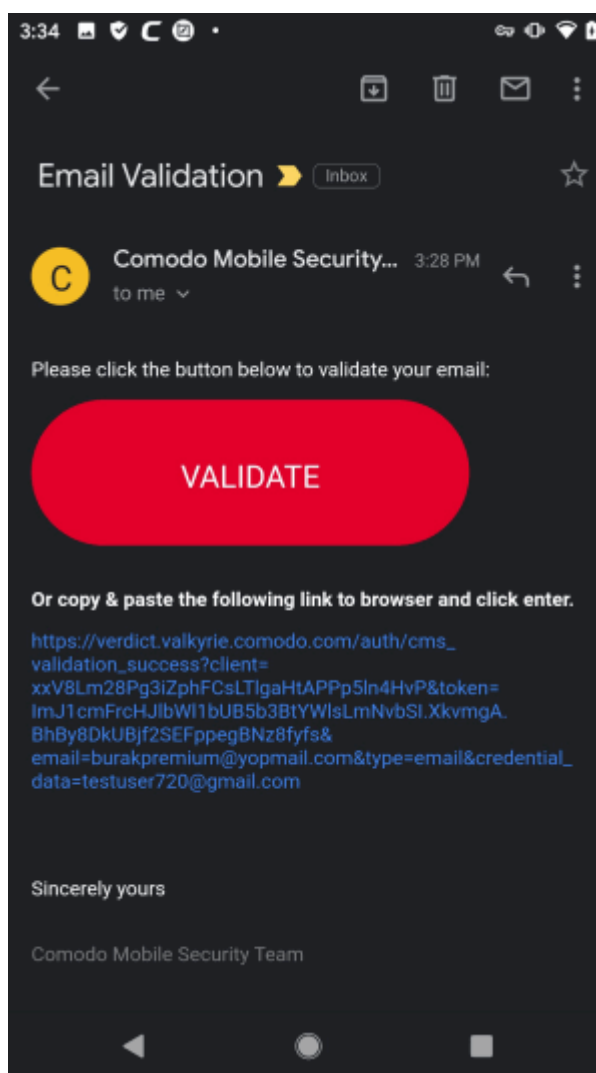 3:34
Email Validation Inbox
C
Comodo Mobile Security... 3:28 PM
to me
Please click the button below to validate your email:
VALIDATE
Or copy & paste the following link to browser and click enter.
https://verdict.valkyrie.comodo.com/auth/cms_
validation_success?client=
xxV8Lm28Pg3iZphFCsLTlgaHtAPPp5ln4HvP&token=
ImJ1cmFrcHJlbWl1bUB5b3BtYWlsLmNvbSI.XkvmgA.
BhBy8DkUBjf2SEFppegBNz8fyfs&
email=burakpremium@yopmail.com&type=email&credential_
data=testuser720@gmail.com
Sincerely yours
Comodo Mobile Security Team